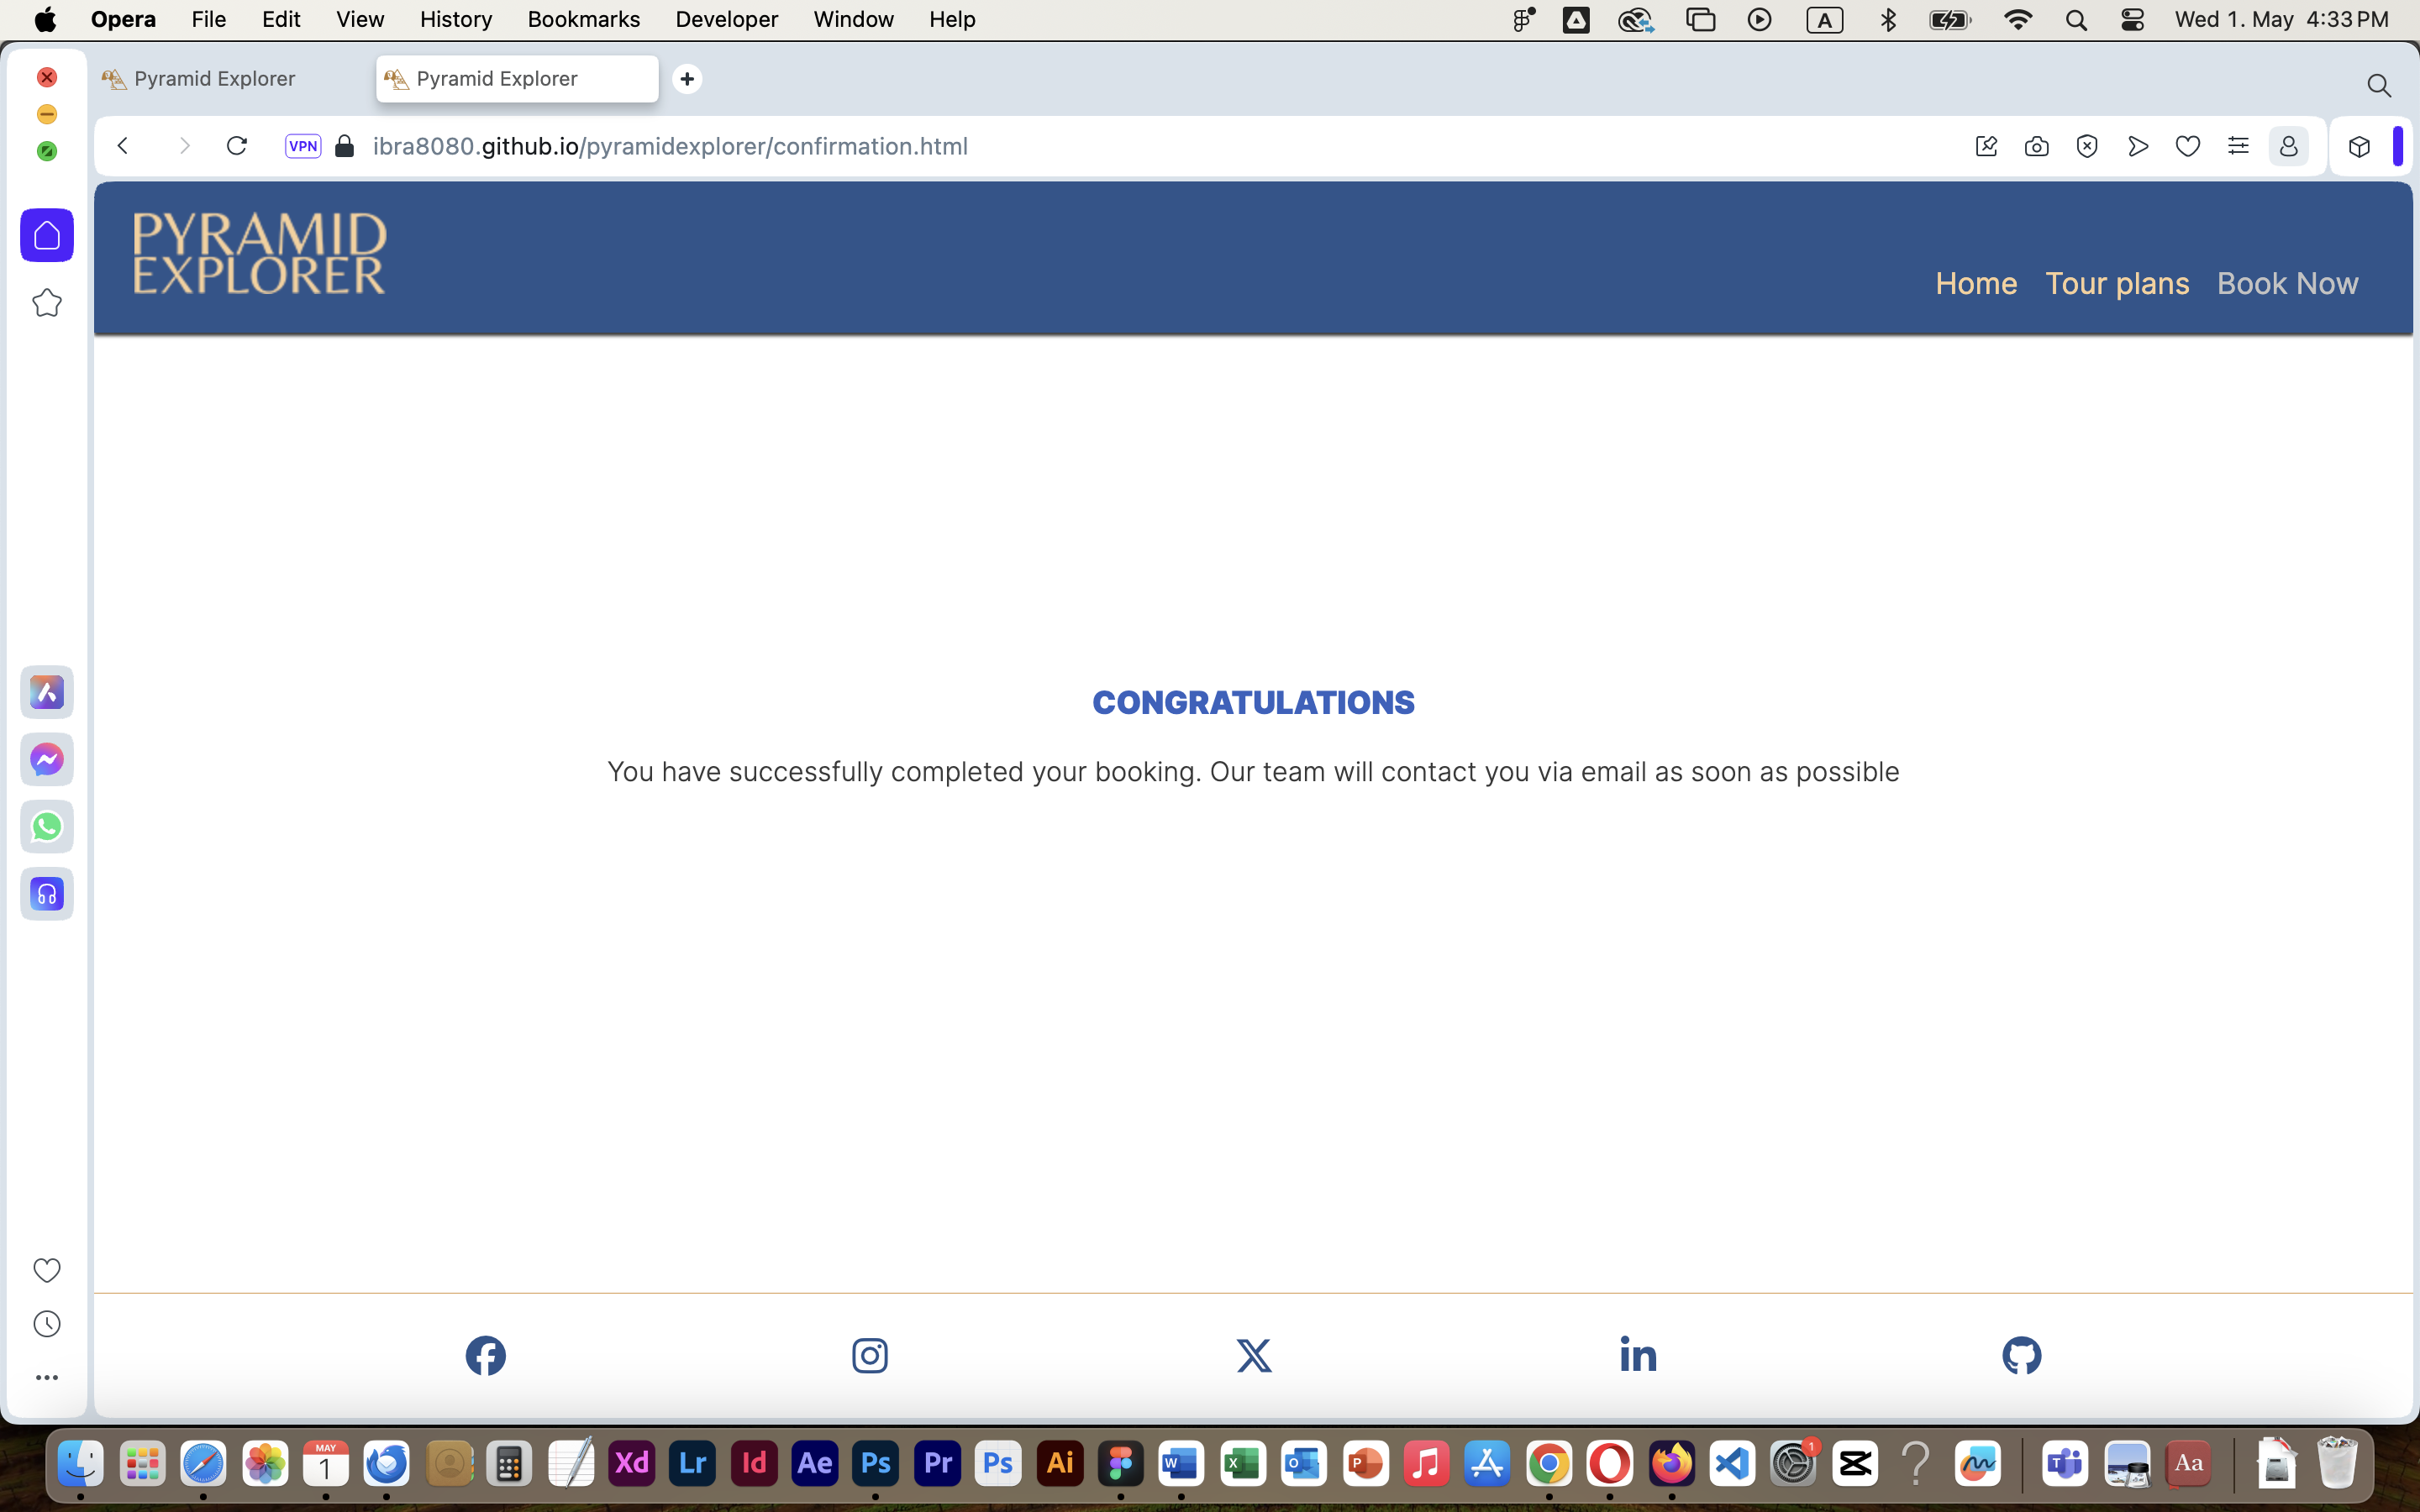 Opera File Edit View History Bookmarks Developer Window Help A Wed 1. May 4:33 PM
Pyramid Explorer Pyramid Explorer
VPN ibra8080.github.io/pyramidexplorer/confirmation.html
PYRAMID
EXPLORER
Home Tour plans Book Now
CONGRATULATIONS
You have successfully completed your booking. Our team will contact you via email as soon as possible
in
MAY
1 Xd Lr Id Ae Ps Pr Ps Ai W X O P 1 T Aa